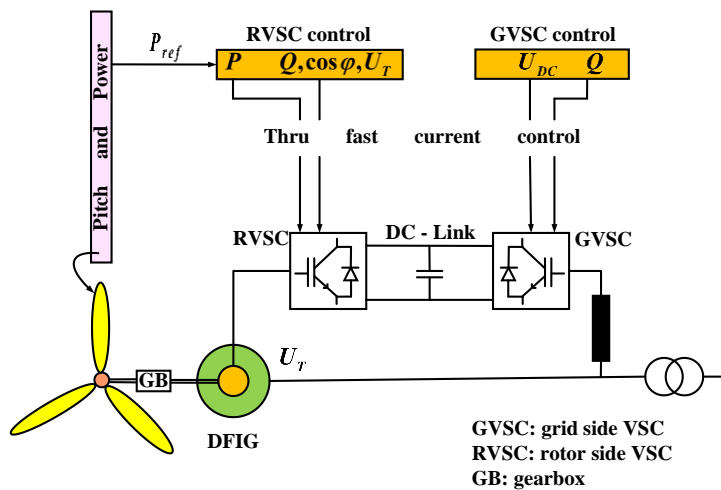 RVSC control
GVSC control
P_ref
P Q,cosφ,U_T
U_DC Q
Pitch and Power
Thru fast current control
RVSC
DC - Link
GVSC
GB
U_T
DFIG
GVSC: grid side VSC
RVSC: rotor side VSC
GB: gearbox